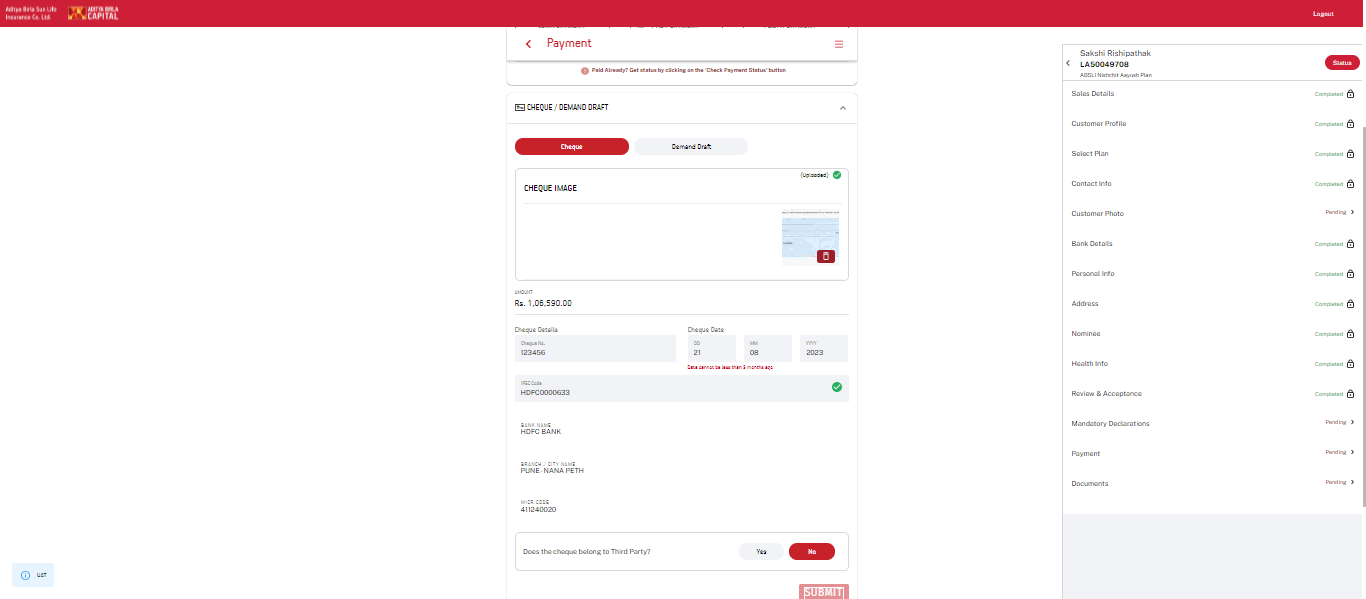 Aditya Birla Sun Life
Insurance Co. Ltd.
ADITYA BIRLA
CAPITAL
Logout
Payment
Paid Already? Get status by clicking on the 'Check Payment Status' button
CHEQUE / DEMAND DRAFT
Cheque
Demand Draft
(Uploaded)
CHEQUE IMAGE
AMOUNT
Rs. 1,06,590.00
Cheque Details
Cheque Date
Cheque No.
123456
DD
21
MM
08
YYYY
2023
Date cannot be less than 3 months ago
IFSC Code
HDFC0000633
BANK NAME
HDFC BANK
BRANCH / CITY NAME
PUNE - NANA PETH
MICR CODE
411240020
Does the cheque belong to Third Party?
Yes
No
SUBMIT
UAT
Sakshi Rishipathak
LA50049708
ABSLI Nishchit Aayush Plan
Status
Sales Details
Completed
Customer Profile
Completed
Select Plan
Completed
Contact Info
Completed
Customer Photo
Pending
Bank Details
Completed
Personal Info
Completed
Address
Completed
Nominee
Completed
Health Info
Completed
Review & Acceptance
Completed
Mandatory Declarations
Pending
Payment
Pending
Documents
Pending